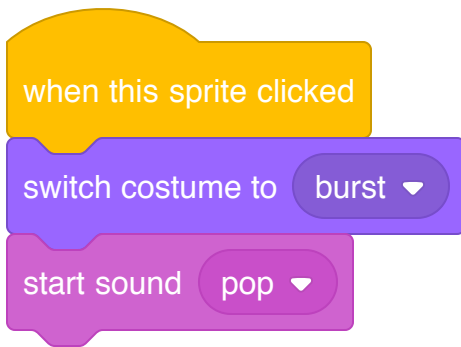 when this sprite clicked
switch costume to burst
start sound pop